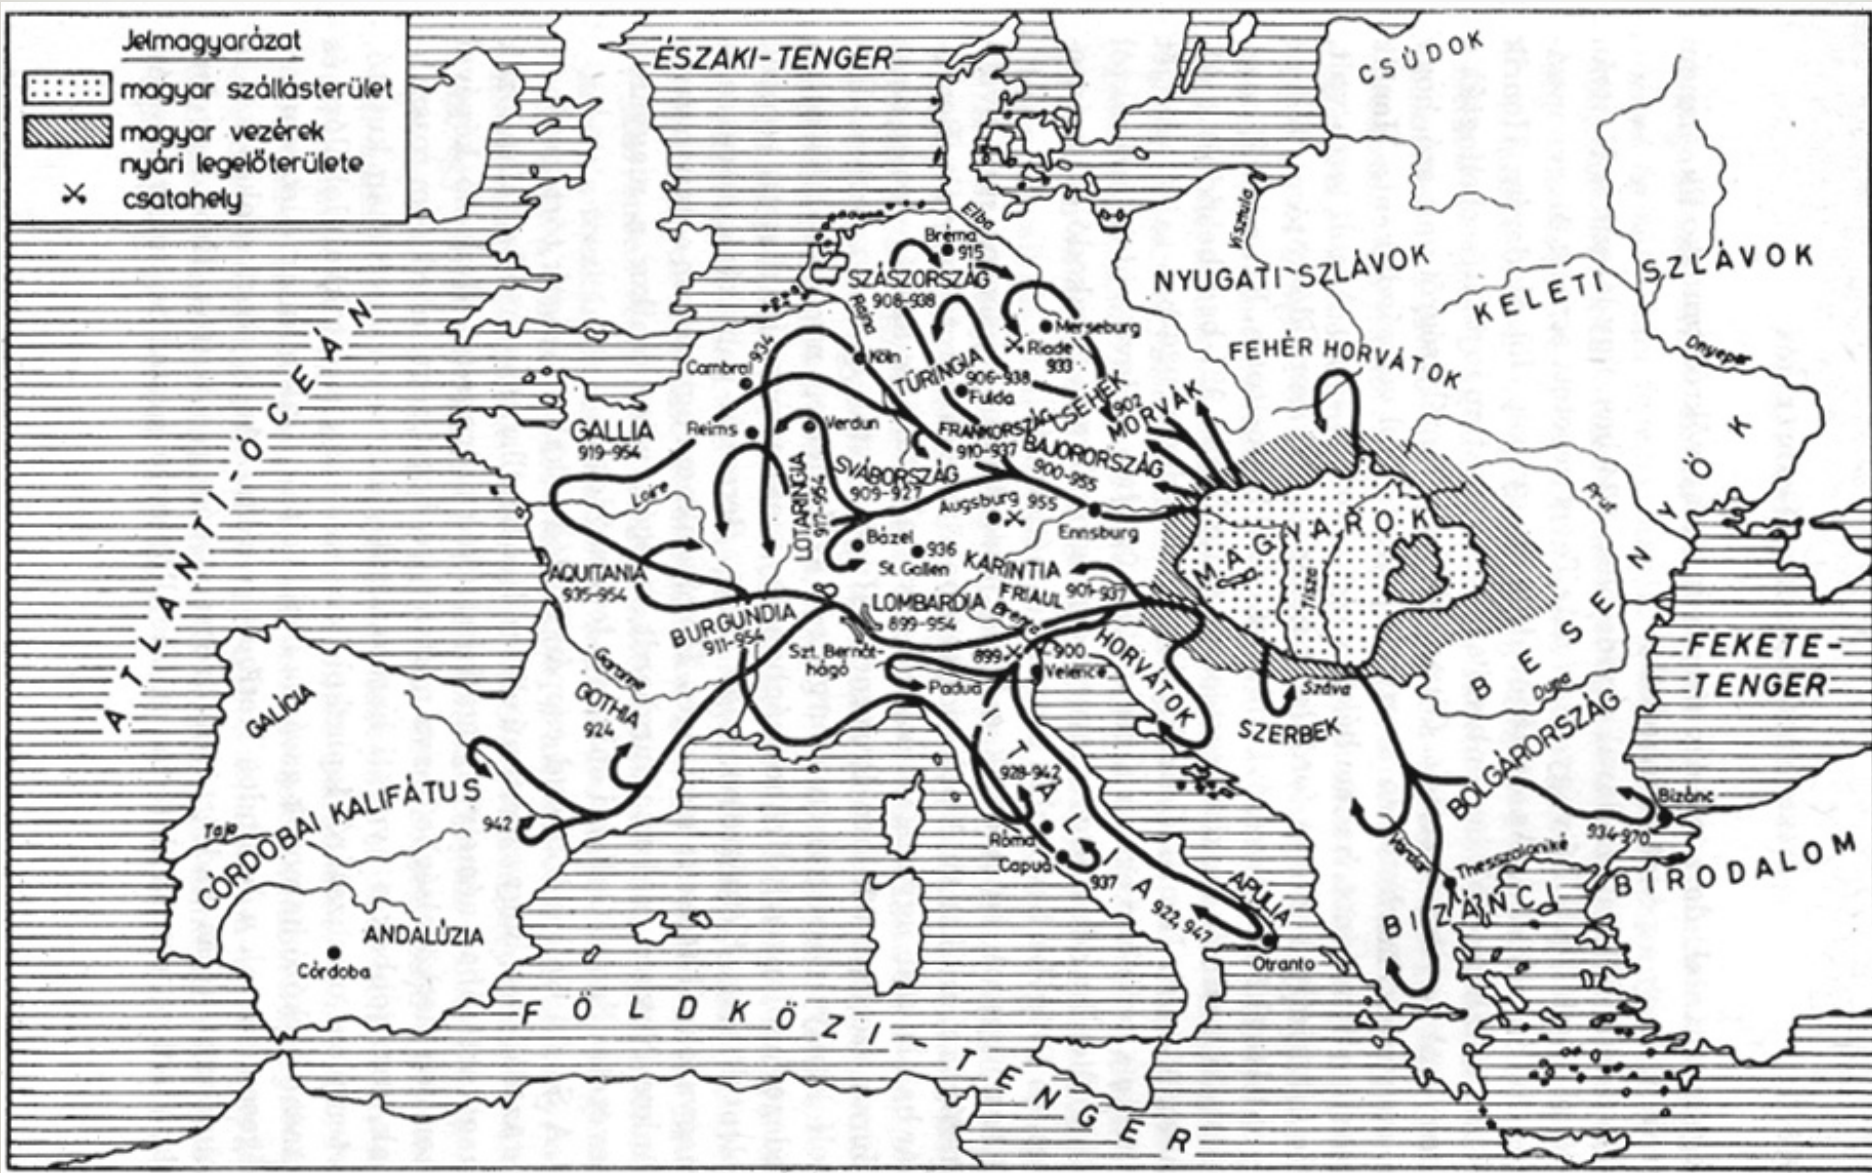 Jelmagyarázat
magyar szállásterület
magyar vezérek
nyári legelőterülete
csatahely
ÉSZAKI-TENGER
CSÚDOK
ATLANTI-ÓCEÁN
Elba
Bréma
915
SZÁSZORSZÁG
908-938
Rajna
Visztula
NYUGATI-SZLÁVOK
KELETI SZLÁVOK
Dnyeper
Merseburg
Riade
933
FEHÉR HORVÁTOK
Cambrai
934
Köln
TÜRINGIA
906-938
Fulda
CSEHEK
902
MORVÁK
GALLIA
919-954
Reims
Verdun
FRANKORSZÁG
910-937
BAJORORSZÁG
900-955
SVÁBORSZÁG
909-927
LOTARINGIA
917-954
Loire
Augsburg 955
Ennsburg
MAGYAROK
Tisza
BESENYŐK
Prut
Bázel
936
St. Gallen
KARINTIA
FRIAUL
901-937
AQUITANIA
935-954
BURGUNDIA
911-954
LOMBARDIA
899-954
Brenta
Szt. Bernát-
hágó
899
900
Velence
Padua
HORVÁTOK
Száva
SZERBEK
Duna
FEKETE-
TENGER
GALÍCIA
Garonne
GOTHIA
924
ITÁLIA
928-942
BOLGÁRORSZÁG
Bizánc
934-970
CÓRDOBAI KALIFÁTUS
942
Tajo
Róma
Capua
937
Vardar
Thesszaloniké
BIZÁNCI BIRODALOM
APULIA
922, 947
Otranto
ANDALÚZIA
Córdoba
FÖLDKÖZI-TENGER